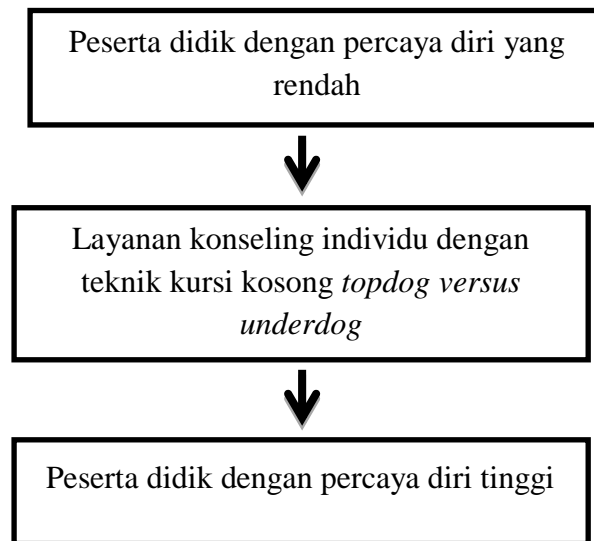 Peserta didik dengan percaya diri yang
rendah
Layanan konseling individu dengan
teknik kursi kosong topdog versus
underdog
Peserta didik dengan percaya diri tinggi